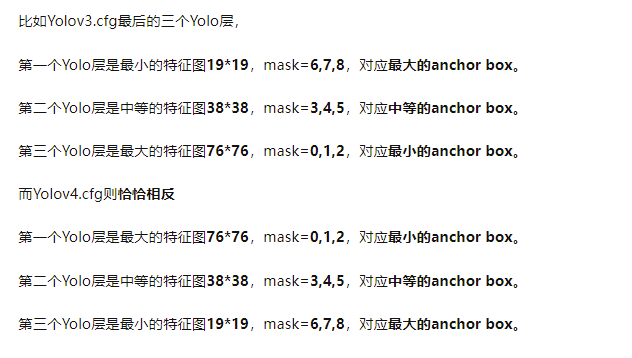 比如Yolov3.cfg最后的三个Yolo层，
第一个Yolo层是最小的特征图19*19，mask=6,7,8，对应最大的anchor box。
第二个Yolo层是中等的特征图38*38，mask=3,4,5，对应中等的anchor box。
第三个Yolo层是最大的特征图76*76，mask=0,1,2，对应最小的anchor box。
而Yolov4.cfg则恰恰相反
第一个Yolo层是最大的特征图76*76，mask=0,1,2，对应最小的anchor box。
第二个Yolo层是中等的特征图38*38，mask=3,4,5，对应中等的anchor box。
第三个Yolo层是最小的特征图19*19，mask=6,7,8，对应最大的anchor box。